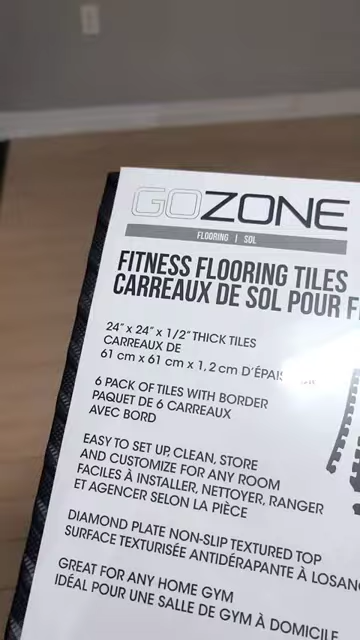 GOZONE
FLOORING | SOL
FITNESS FLOORING TILES
CARREAUX DE SOL POUR
24" x 24" x 1/2" THICK TILES
CARREAUX DE
61 cm x 61 cm x 1,2 cm
6 PACK OF TILES WITH BORDER
PAQUET DE 6 CARREAUX
AVEC BORD
EASY TO SET UP, CLEAN, STORE
AND CUSTOMIZE FOR ANY ROOM
FACILES À INSTALLER, NETTOYER, RANGER
ET AGENCER SELON LA PIÈCE
DIAMOND PLATE NON-SLIP TEXTURED TOP
SURFACE TEXTURISÉE ANTIDÉRAPANTE À
GREAT FOR ANY HOME GYM
IDÉAL POUR UNE SALLE DE GYM À DOMICILE